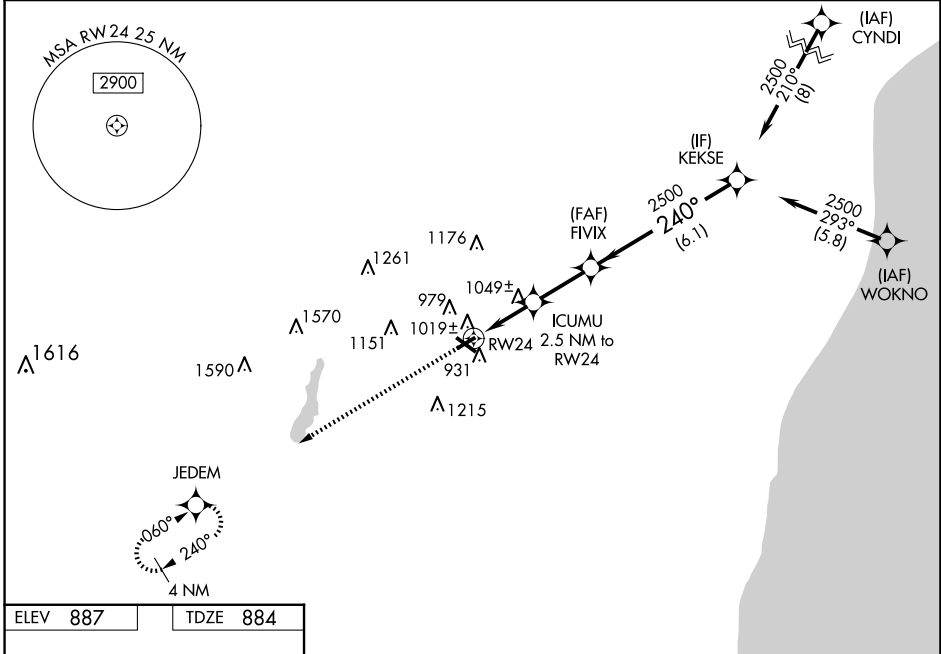 MSA RW 24 25 NM
2900
(IAF)
CYNDI
2500
210°
(8)
(IF)
KEKSE
2500
240°
(6.1)
2500
293°
(5.8)
(IAF)
WOKNO
(FAF)
FIVIX
1176
1261
1049±
979
1570
1151
1019±
ICUMU
2.5 NM to
RW24
RW24
1616
1590
931
1215
JEDEM
060°
240°
4 NM
ELEV 887
TDZE 884